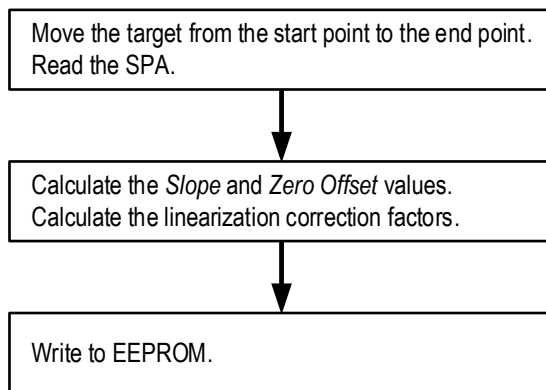 Move the target from the start point to the end point.
Read the SPA.
Calculate the Slope and Zero Offset values.
Calculate the linearization correction factors.
Write to EEPROM.